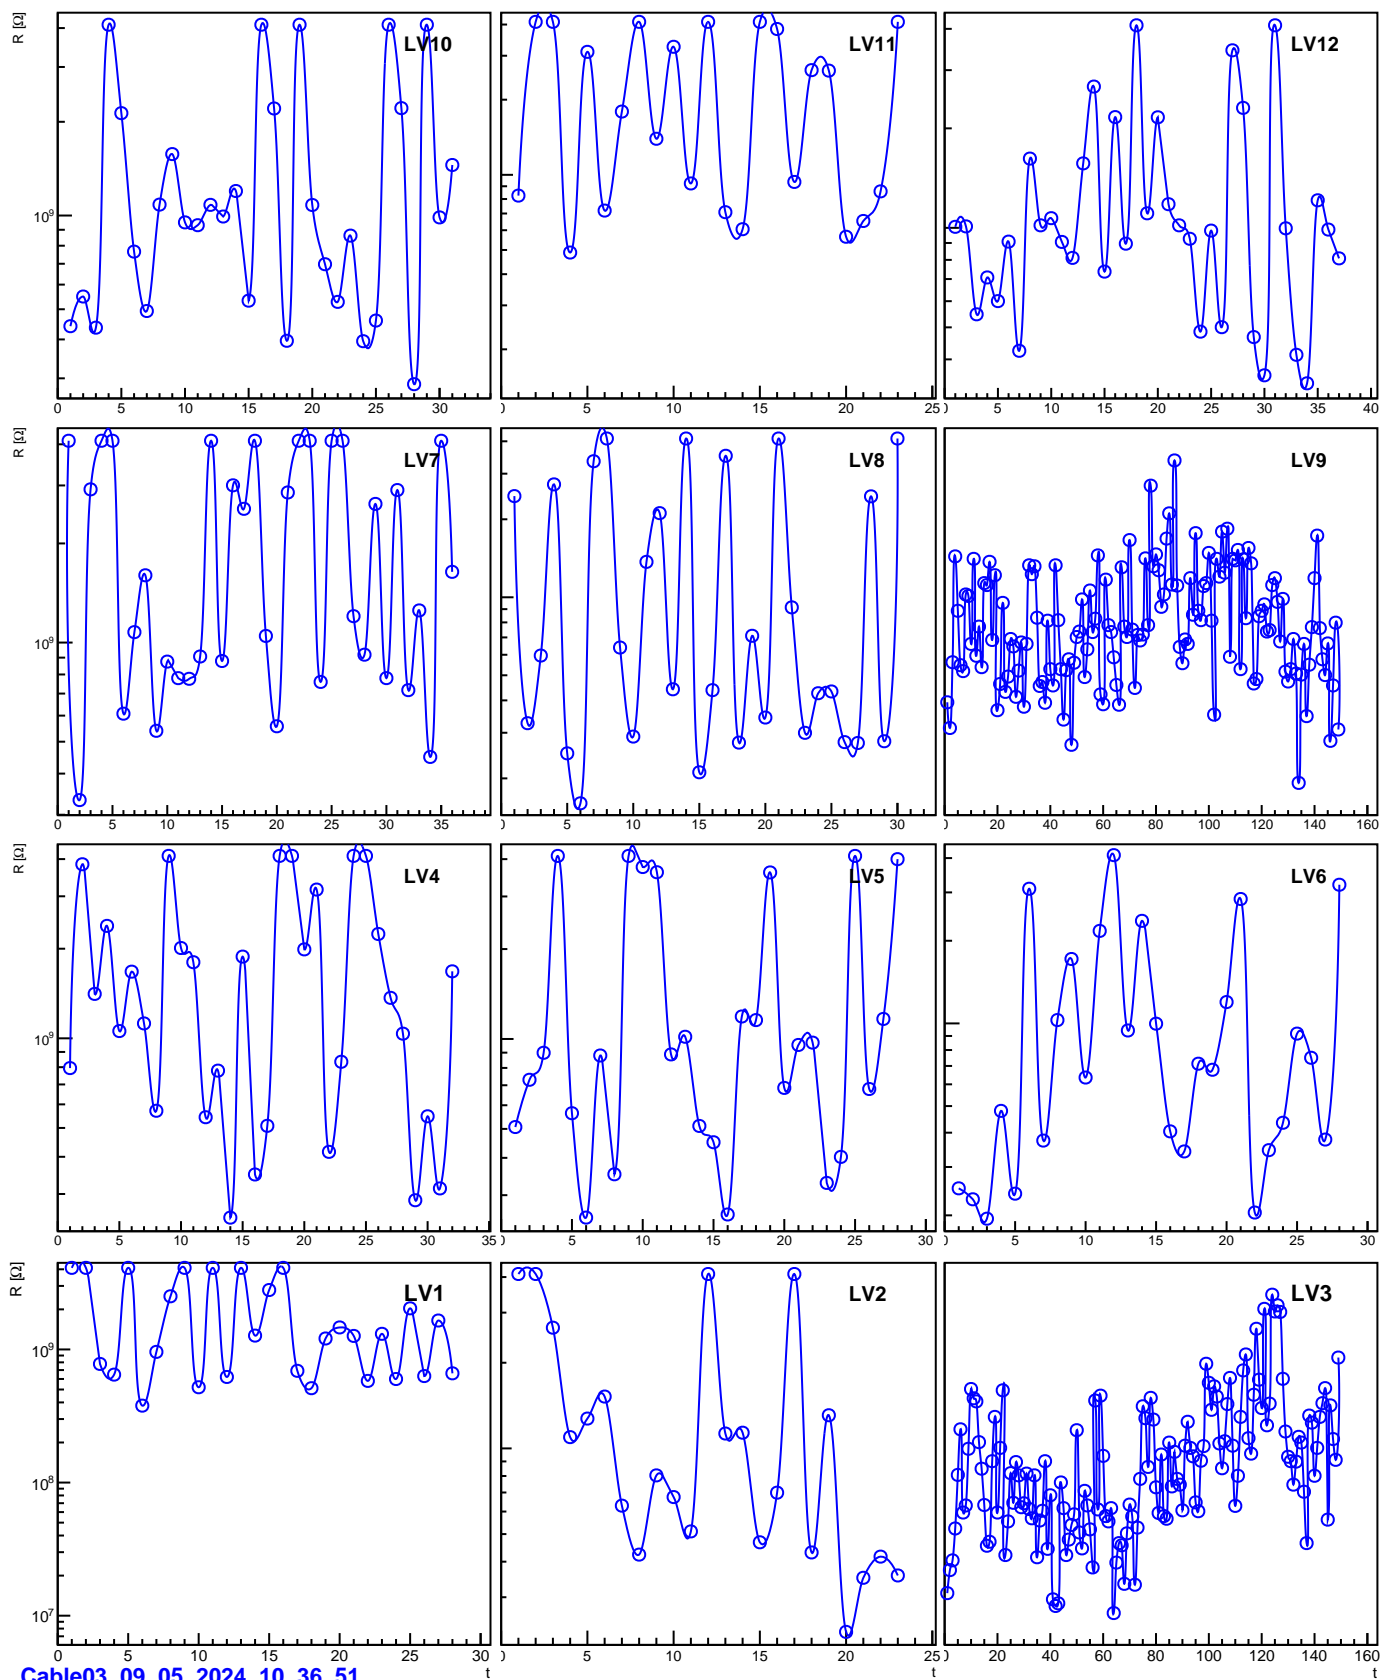 R [Ω]
LV10
LV11
LV12
10⁹
0 5 10 15 20 25 30
0 5 10 15 20 25
0 5 10 15 20 25 30 35 40
R [Ω]
LV7
LV8
LV9
10⁹
0 5 10 15 20 25 30 35
5 10 15 20 25 30
0 20 40 60 80 100 120 140 160
R [Ω]
LV4
LV5
LV6
10⁹
0 5 10 15 20 25 30 35
0 5 10 15 20 25 30
0 5 10 15 20 25 30
R [Ω]
LV1
LV2
LV3
10⁹
10⁸
10⁷
0 5 10 15 20 25 30
0 5 10 15 20 25
0 20 40 60 80 100 120 140 160
t
t
t
Cable03_09_05_2024_10_36_51